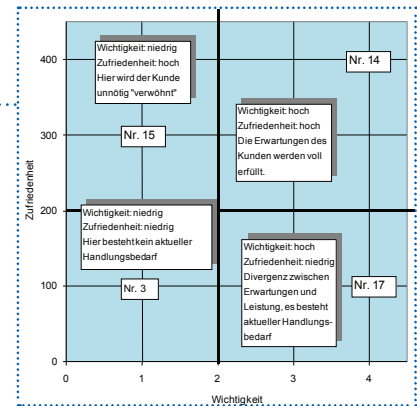 Wichtigkeit: niedrig
Zufriedenheit: hoch
Hier wird der Kunde
unnötig "verwöhnt"
Nr. 14
Wichtigkeit: hoch
Zufriedenheit: hoch
Die Erwartungen des
Kunden werden voll
erfüllt.
Nr. 15
Wichtigkeit: niedrig
Zufriedenheit: niedrig
Hier besteht kein aktueller
Handlungsbedarf
Wichtigkeit: hoch
Zufriedenheit: niedrig
Divergenz zwischen
Erwartungen und
Leistung, es besteht
aktueller Handlungs-
bedarf
Nr. 3
Nr. 17
Zufriedenheit
400
300
200
100
0
0 1 2 3 4
Wichtigkeit